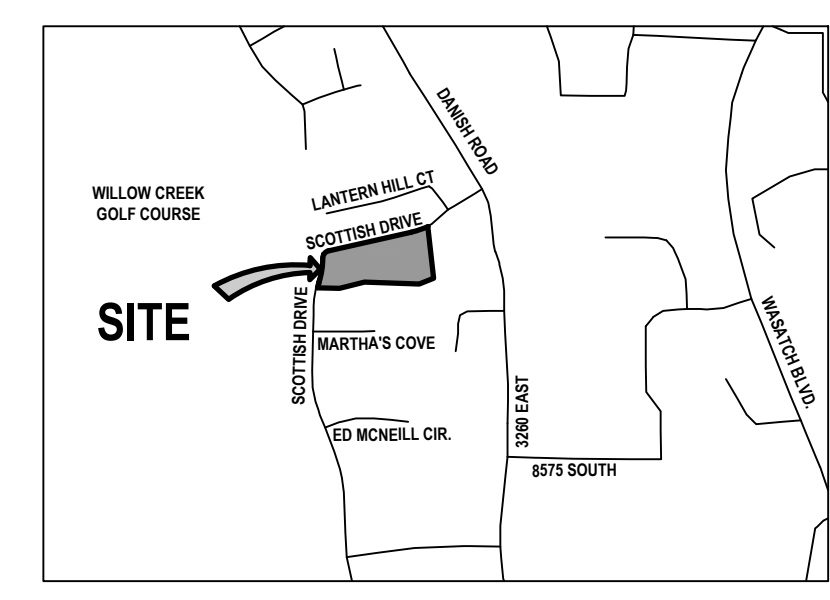 DANISH ROAD
WILLOW CREEK
GOLF COURSE
LANTERN HILL CT
SCOTTISH DRIVE
SITE
SCOTTISH DRIVE
MARTHA'S COVE
WASATCH BLVD.
3260 EAST
ED MCNEILL CIR.
8575 SOUTH